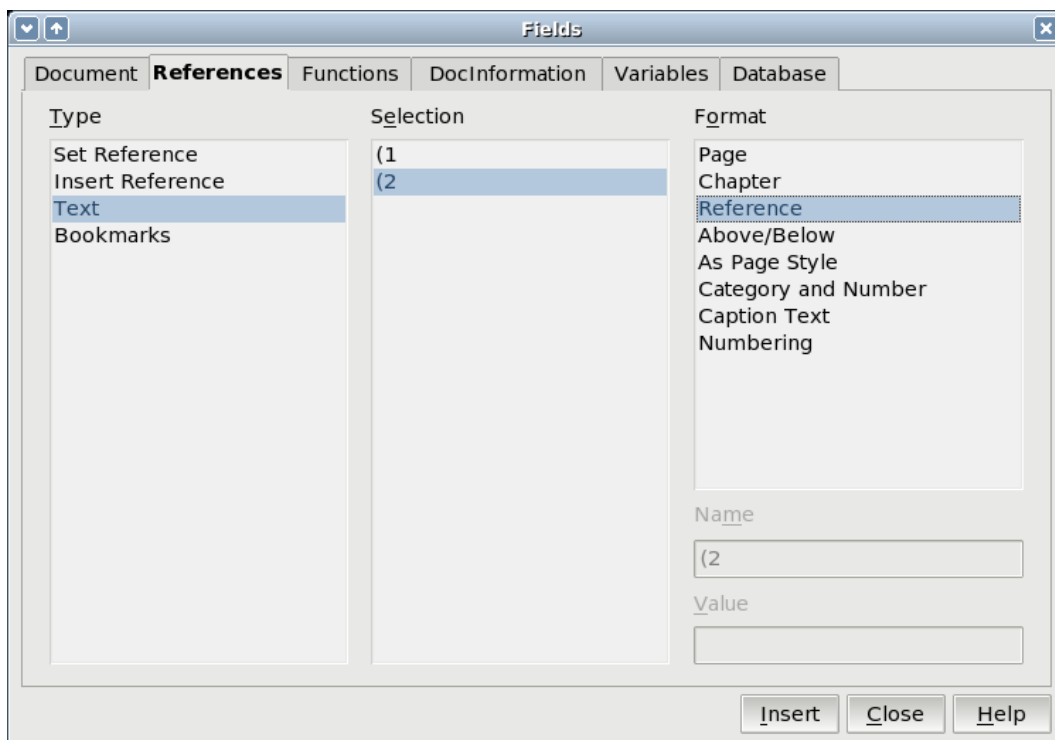 Fields
Document References Functions DocInformation Variables Database
Type
Set Reference
Insert Reference
Text
Bookmarks
Selection
(1
(2
Format
Page
Chapter
Reference
Above/Below
As Page Style
Category and Number
Caption Text
Numbering
Name
(2
Value
Insert Close Help